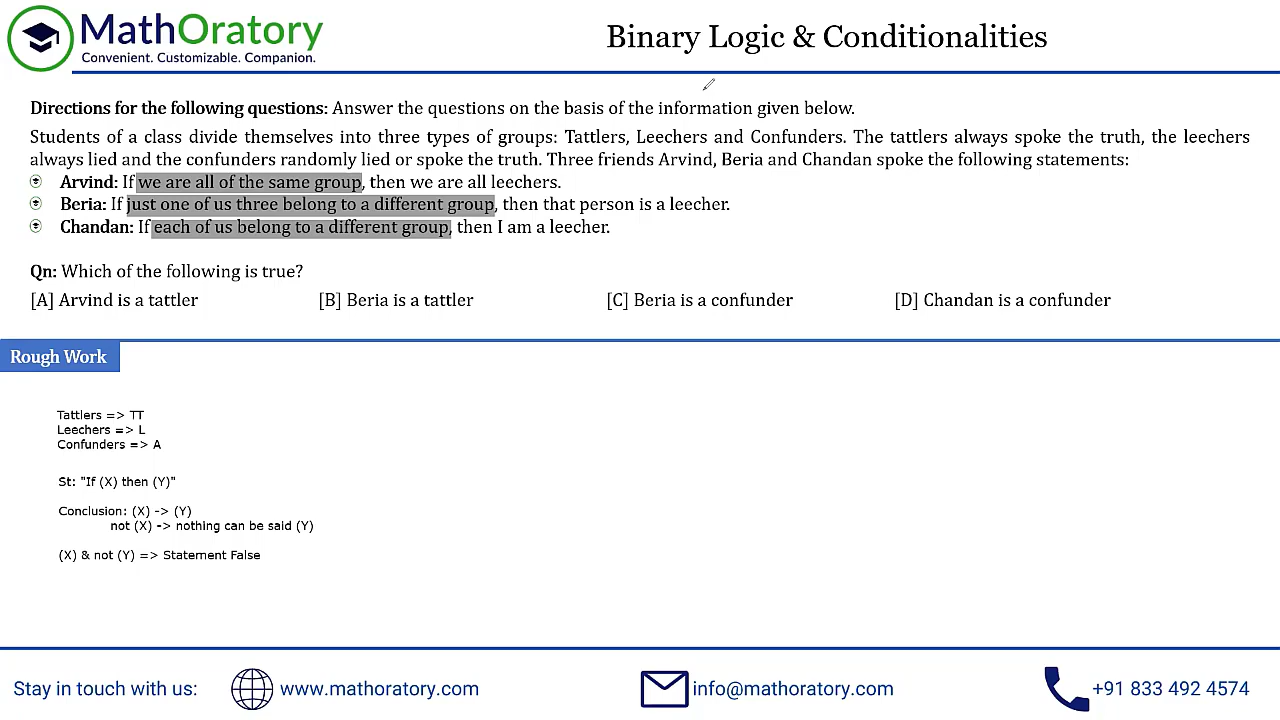 MathOratory
Convenient. Customizable. Companion.
Binary Logic & Conditionalities
Directions for the following questions: Answer the questions on the basis of the information given below.
Students of a class divide themselves into three types of groups: Tattlers, Leechers and Confunders. The tattlers always spoke the truth, the leechers
always lied and the confunders randomly lied or spoke the truth. Three friends Arvind, Beria and Chandan spoke the following statements:
Arvind: If we are all of the same group, then we are all leechers.
Beria: If just one of us three belong to a different group, then that person is a leecher.
Chandan: If each of us belong to a different group, then I am a leecher.
Qn: Which of the following is true?
[A] Arvind is a tattler [B] Beria is a tattler [C] Beria is a confunder [D] Chandan is a confunder
Rough Work
Tattlers => TT
Leechers => L
Confunders => A
St: "If (X) then (Y)"
Conclusion: (X) -> (Y)
not (X) -> nothing can be said (Y)
(X) & not (Y) => Statement False
Stay in touch with us: www.mathoratory.com info@mathoratory.com +91 833 492 4574